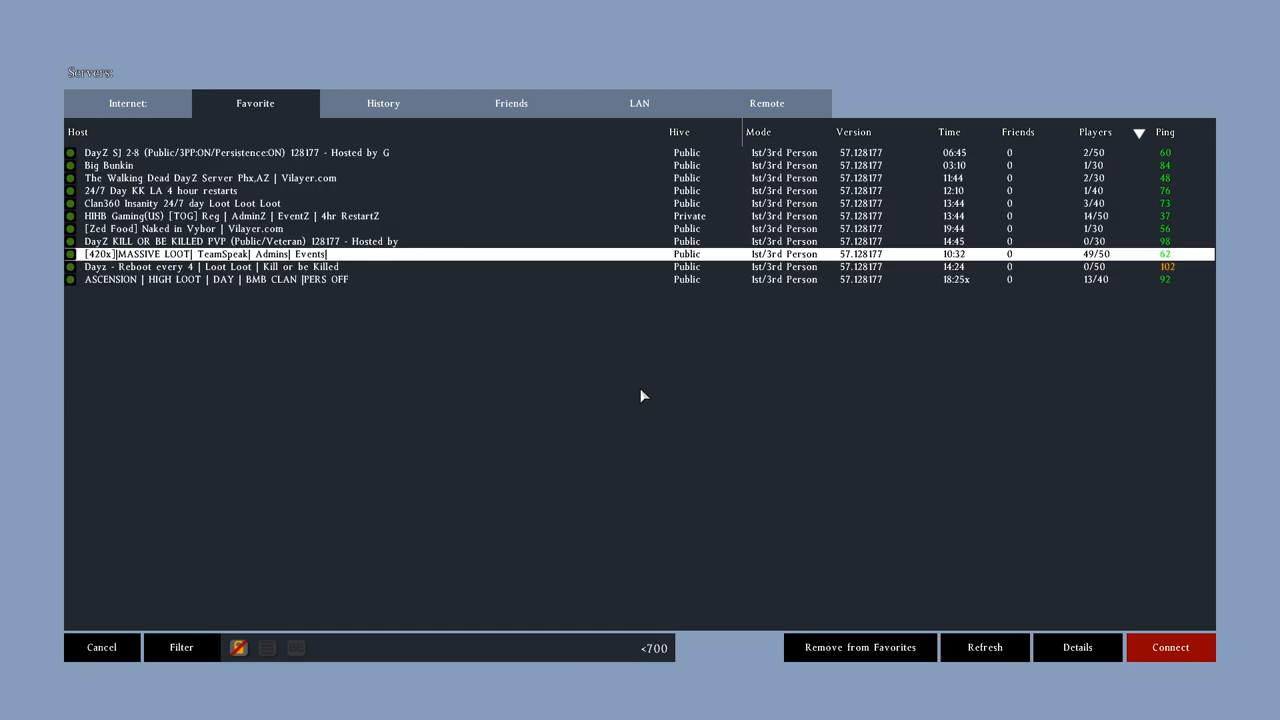 Servers:
Internet: Favorite History Friends LAN Remote
Host Hive Mode Version Time Friends Players Ping
DayZ SJ 2-8 (Public/3PP:ON/Persistence:ON) 128177 - Hosted by G Public 1st/3rd Person 57.128177 06:45 0 2/50 60
Big Bunkin Public 1st/3rd Person 57.128177 03:10 0 1/30 84
The Walking Dead DayZ Server Phx,AZ | Vilayer.com Public 1st/3rd Person 57.128177 11:44 0 2/30 48
24/7 Day KK LA 4 hour restarts Public 1st/3rd Person 57.128177 12:10 0 1/40 76
Clan360 Insanity 24/7 day Loot Loot Loot Public 1st/3rd Person 57.128177 13:44 0 3/40 73
HIHB Gaming(US) [TOG] Reg | AdminZ | EventZ | 4hr RestartZ Private 1st/3rd Person 57.128177 13:44 0 14/50 37
[Zed Food] Naked in Vybor | Vilayer.com Public 1st/3rd Person 57.128177 19:44 0 1/30 56
DayZ KILL OR BE KILLED PVP (Public/Veteran) 128177 - Hosted by Public 1st/3rd Person 57.128177 14:45 0 0/30 98
[420x]|MASSIVE LOOT| TeamSpeak| Admins| Events| Public 1st/3rd Person 57.128177 10:32 0 49/50 62
Dayz - Reboot every 4 | Loot Loot | Kill or be Killed Public 1st/3rd Person 57.128177 14:24 0 0/50 102
ASCENSION | HIGH LOOT | DAY | BMB CLAN |PERS OFF Public 1st/3rd Person 57.128177 18:25x 0 13/40 92
Cancel Filter <700 Remove from Favorites Refresh Details Connect